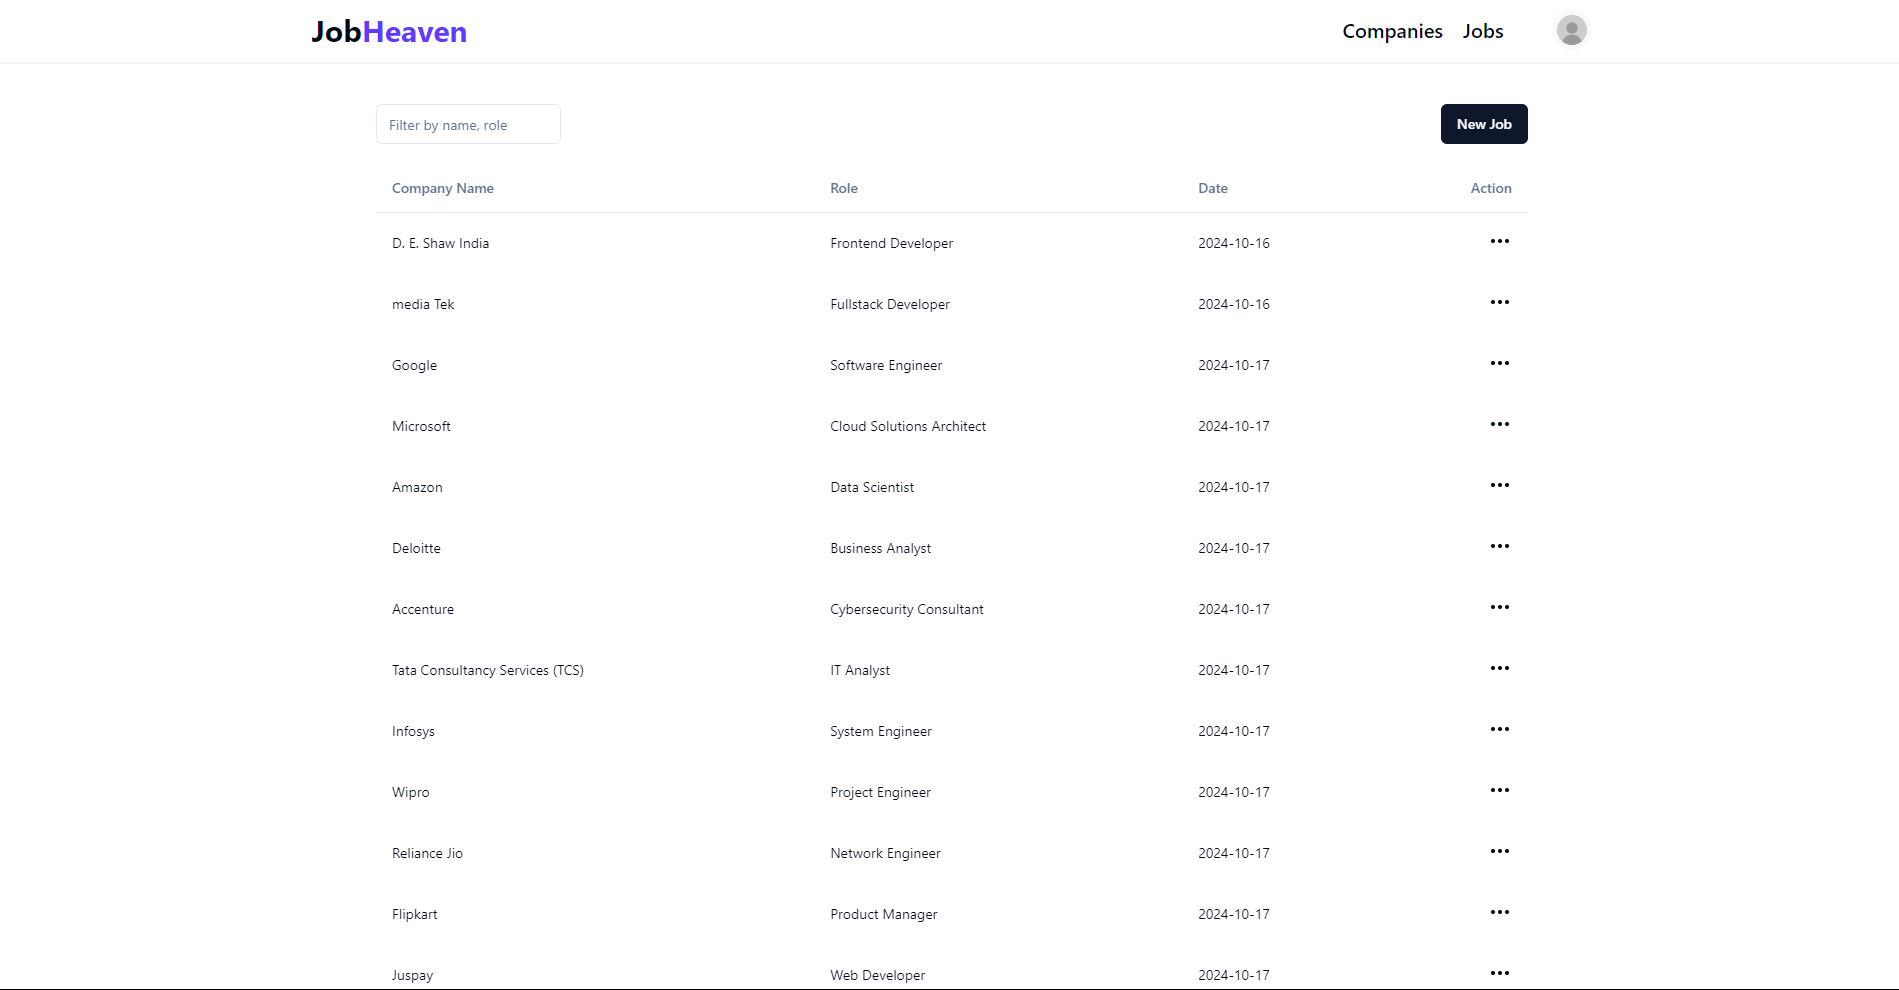 JobHeaven Companies Jobs
Filter by name, role New Job
Company Name Role Date Action
D. E. Shaw India Frontend Developer 2024-10-16
media Tek Fullstack Developer 2024-10-16
Google Software Engineer 2024-10-17
Microsoft Cloud Solutions Architect 2024-10-17
Amazon Data Scientist 2024-10-17
Deloitte Business Analyst 2024-10-17
Accenture Cybersecurity Consultant 2024-10-17
Tata Consultancy Services (TCS) IT Analyst 2024-10-17
Infosys System Engineer 2024-10-17
Wipro Project Engineer 2024-10-17
Reliance Jio Network Engineer 2024-10-17
Flipkart Product Manager 2024-10-17
Juspay Web Developer 2024-10-17